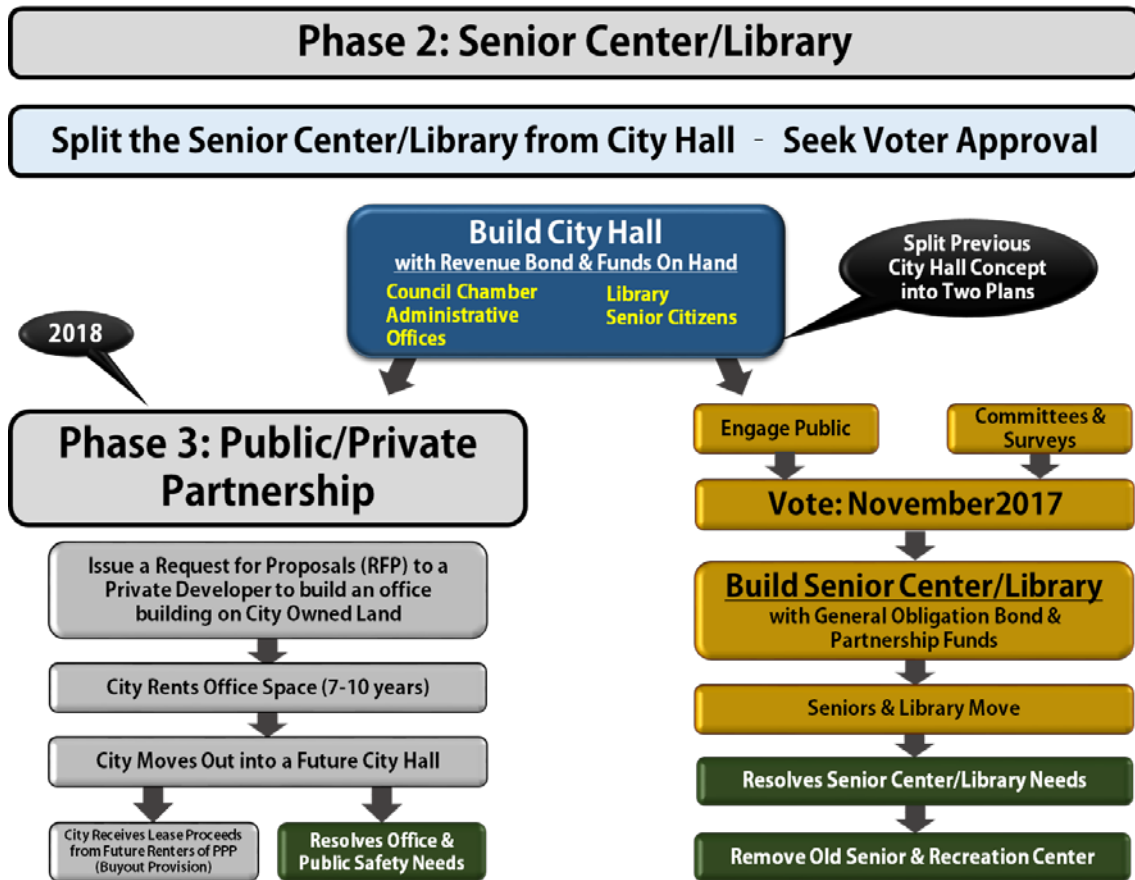 Phase 2: Senior Center/Library
Split the Senior Center/Library from City Hall - Seek Voter Approval
Build City Hall
with Revenue Bond & Funds On Hand
Council Chamber
Administrative
Offices
Library
Senior Citizens
Split Previous
City Hall Concept
into Two Plans
2018
Phase 3: Public/Private
Partnership
Issue a Request for Proposals (RFP) to a
Private Developer to build an office
building on City Owned Land
City Rents Office Space (7-10 years)
City Moves Out into a Future City Hall
City Receives Lease Proceeds
from Future Renters of PPP
(Buyout Provision)
Resolves Office &
Public Safety Needs
Engage Public
Committees &
Surveys
Vote: November2017
Build Senior Center/Library
with General Obligation Bond &
Partnership Funds
Seniors & Library Move
Resolves Senior Center/Library Needs
Remove Old Senior & Recreation Center